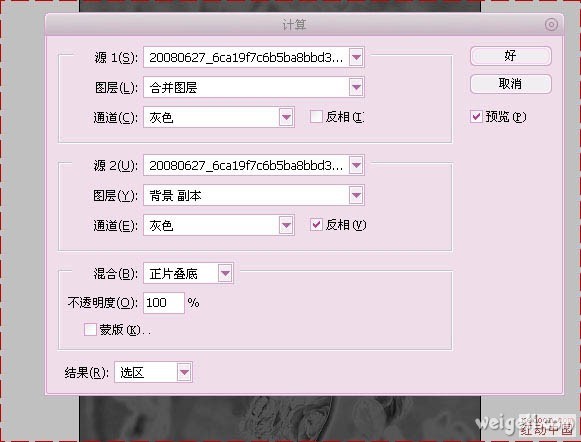 计算
源 1(S): 20080627_6ca19f7c6b5ba8bbd3...
好
图层(L): 合并图层
取消
通道(C): 灰色 反相(I)
预览(P)
源 2(U): 20080627_6ca19f7c6b5ba8bbd3...
图层(Y): 背景 副本
通道(E): 灰色 反相(V)
混合(B): 正片叠底
不透明度(O): 100 %
蒙版(K)..
结果(R): 选区
红动中国